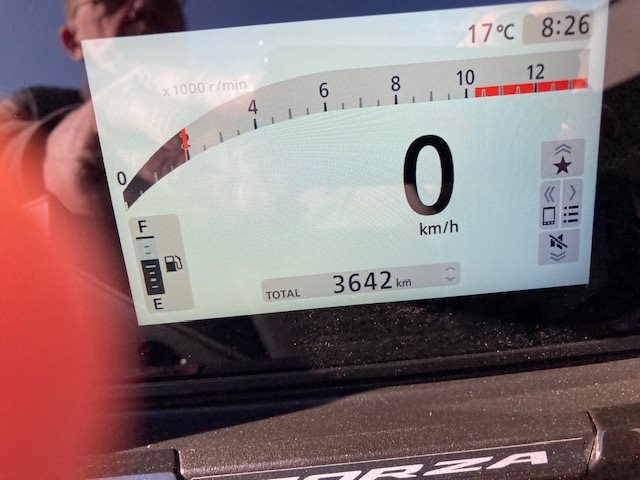 17°C 8:26
x1000 r/min
0 2 4 6 8 10 12
0
km/h
F
E
TOTAL 3642 km
ORZA